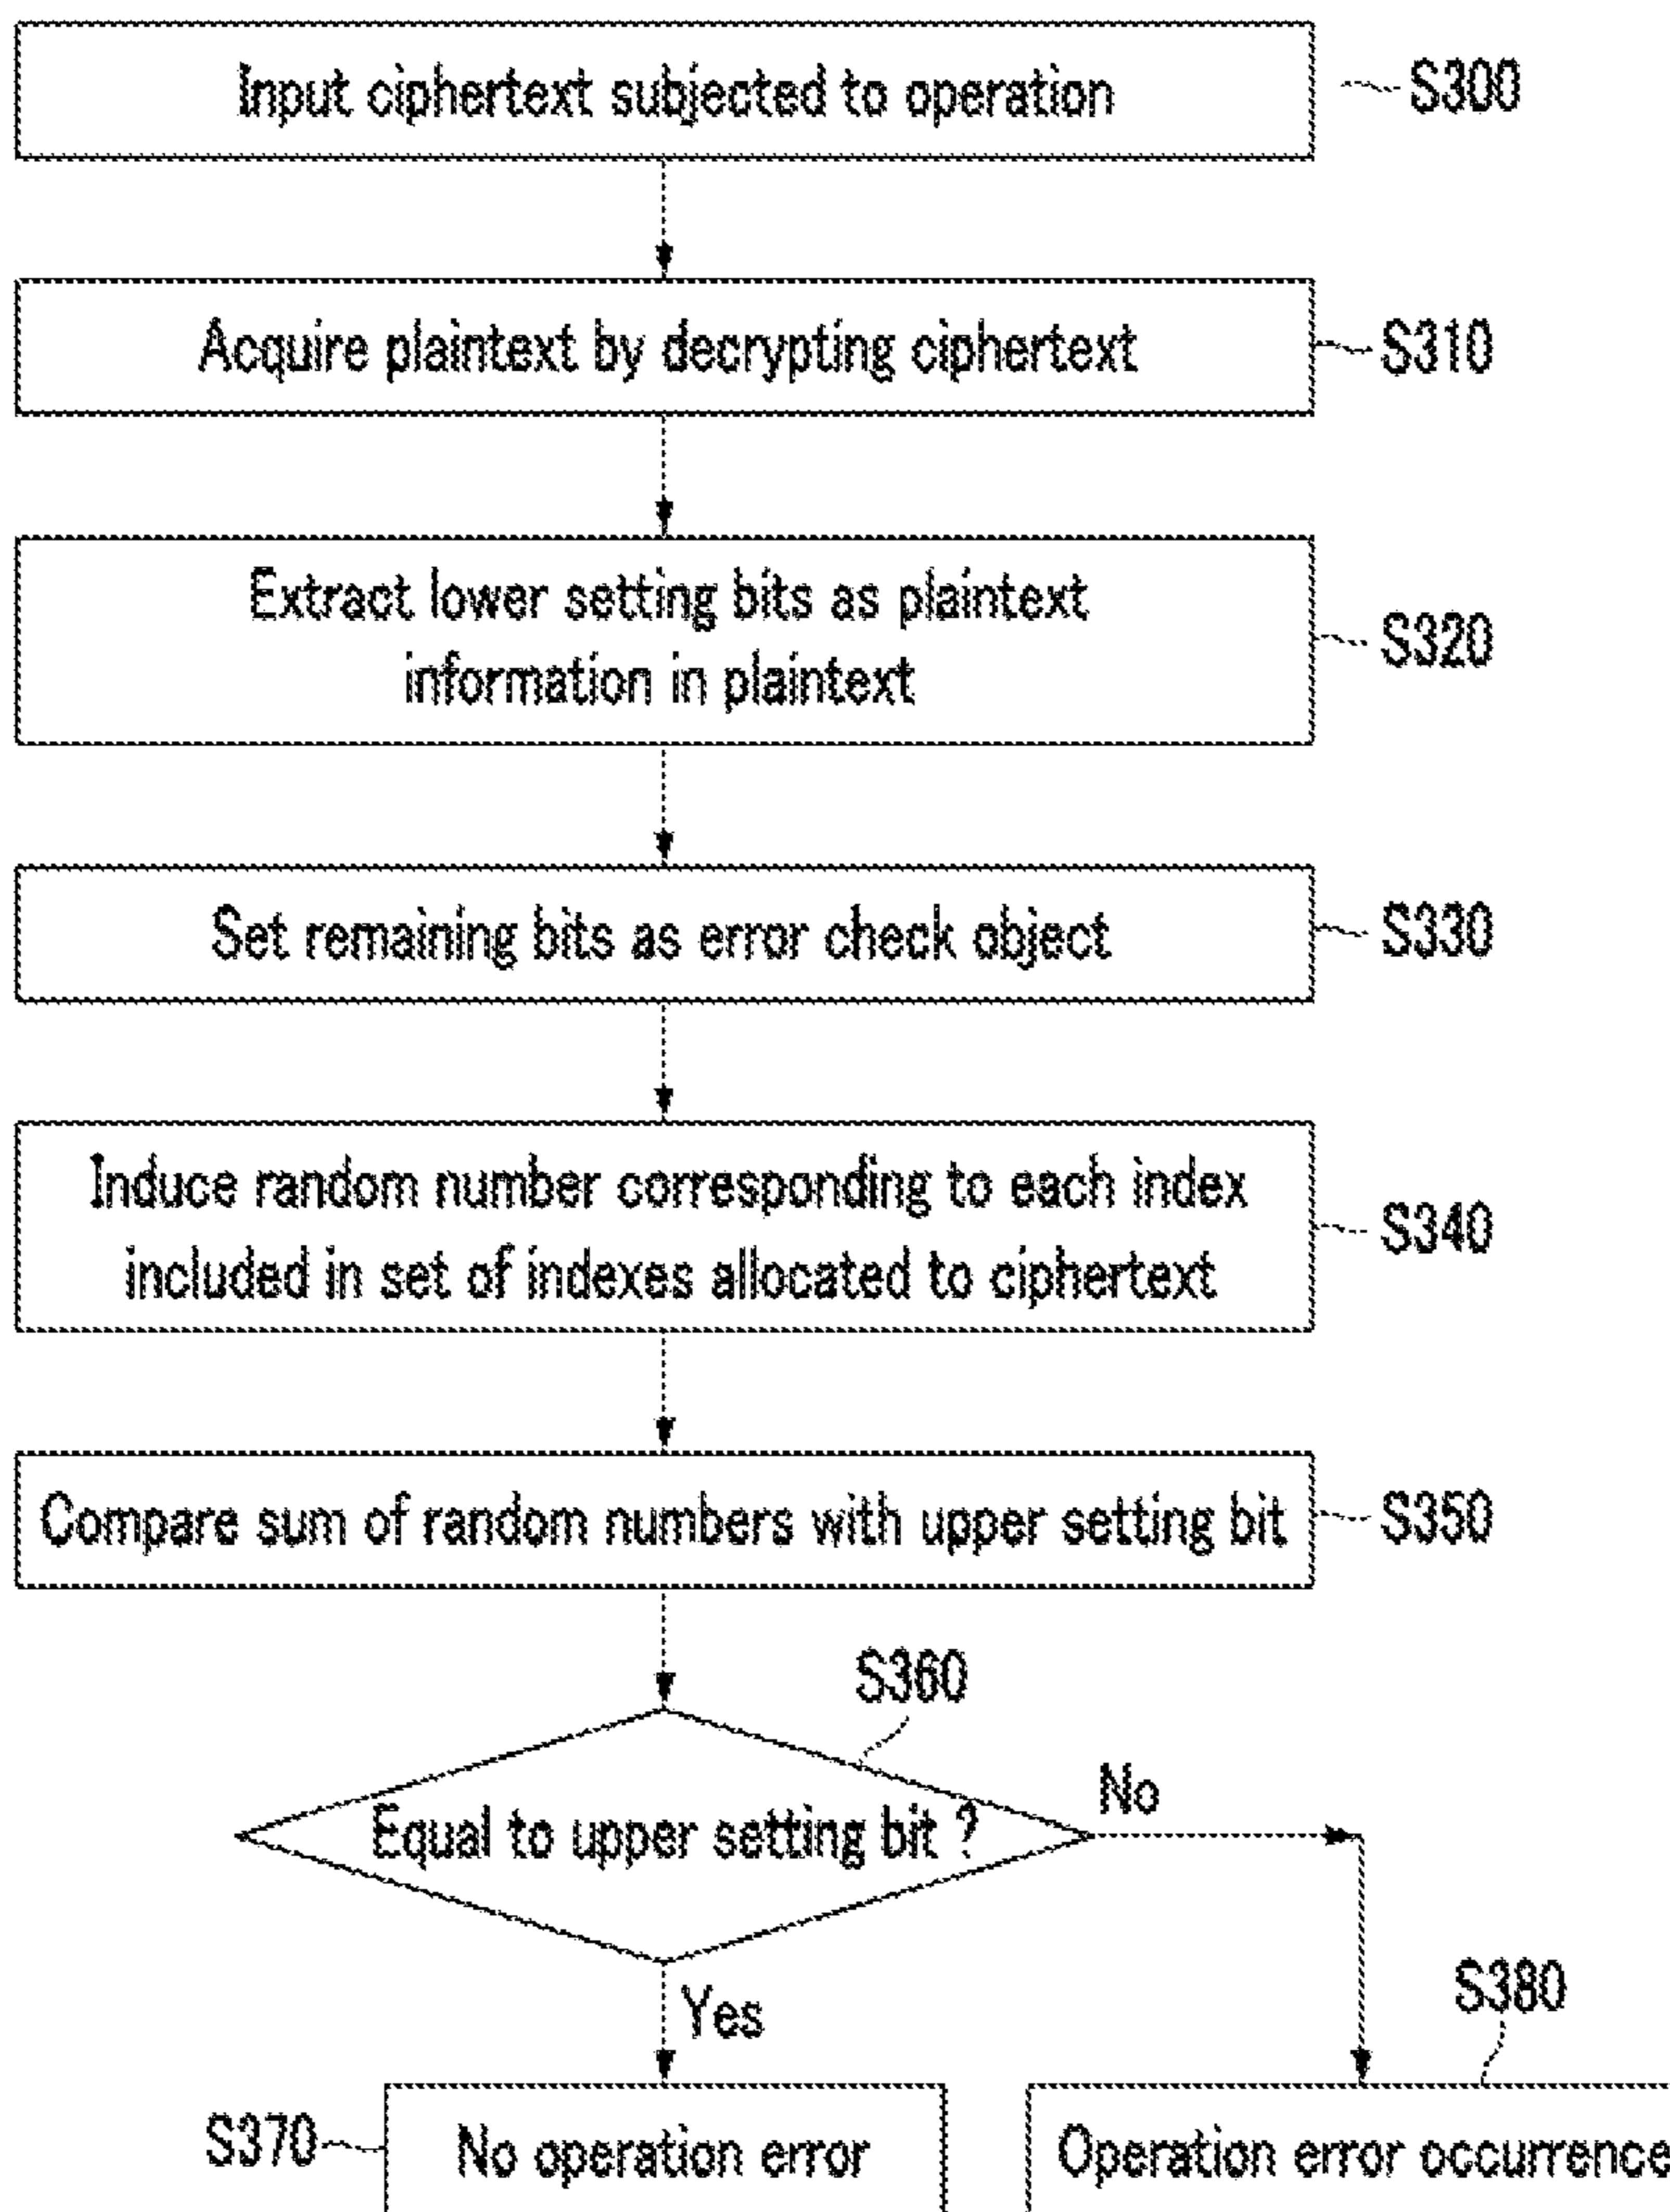 Input ciphertext subjected to operation
S300
Acquire plaintext by decrypting ciphertext
S310
Extract lower setting bits as plaintext
information in plaintext
S320
Set remaining bits as error check object
S330
Induce random number corresponding to each index
included in set of indexes allocated to ciphertext
S340
Compare sum of random numbers with upper setting bit
S350
S360
Equal to upper setting bit ?
No
Yes
S380
S370
No operation error
Operation error occurrence